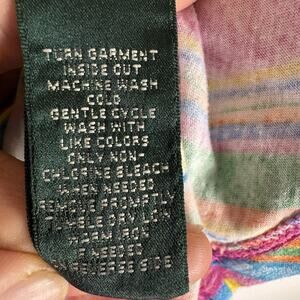 TURN GARMENT
INSIDE OUT
MACHINE WASH
COLD
GENTLE CYCLE
WASH WITH
LIKE COLORS
ONLY NON-
CHLORINE BLEACH
WHEN NEEDED
REMOVE PROMPTLY
TUMBLE DRY LOW
WARM IRON
IF NEEDED
ON REVERSE SIDE